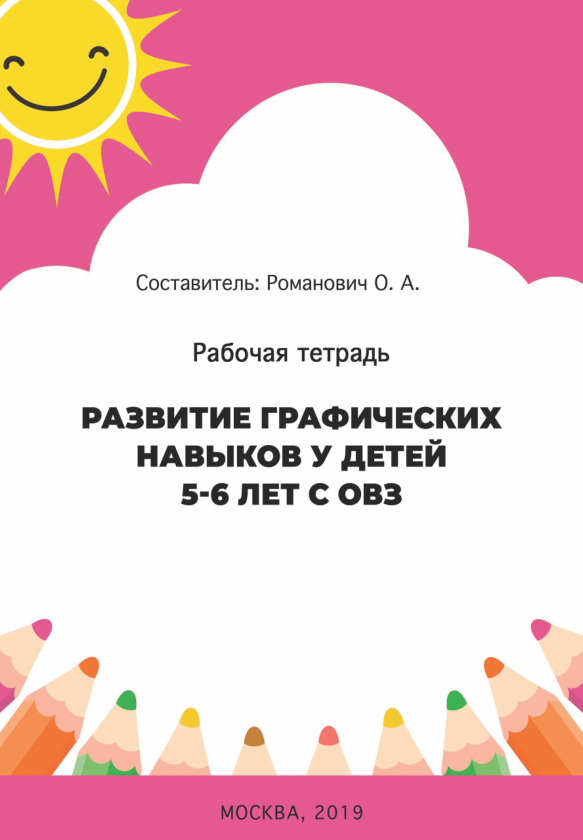 Составитель: Романович О. А.
Рабочая тетрадь
РАЗВИТИЕ ГРАФИЧЕСКИХ
НАВЫКОВ У ДЕТЕЙ
5-6 ЛЕТ С ОВЗ
МОСКВА, 2019